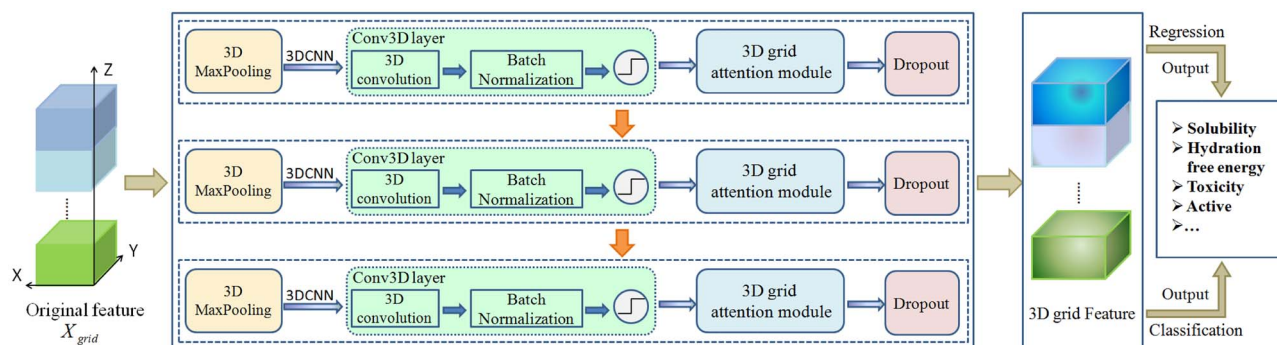 Z
Y
X
Original feature
X_grid
3D
MaxPooling
3DCNN
Conv3D layer
3D
convolution
Batch
Normalization
3D grid
attention module
Dropout
3D
MaxPooling
3DCNN
Conv3D layer
3D
convolution
Batch
Normalization
3D grid
attention module
Dropout
3D
MaxPooling
3DCNN
Conv3D layer
3D
convolution
Batch
Normalization
3D grid
attention module
Dropout
3D grid Feature
Regression
Output
➢ Solubility
➢ Hydration
free energy
➢ Toxicity
➢ Active
➢ …
Output
Classification